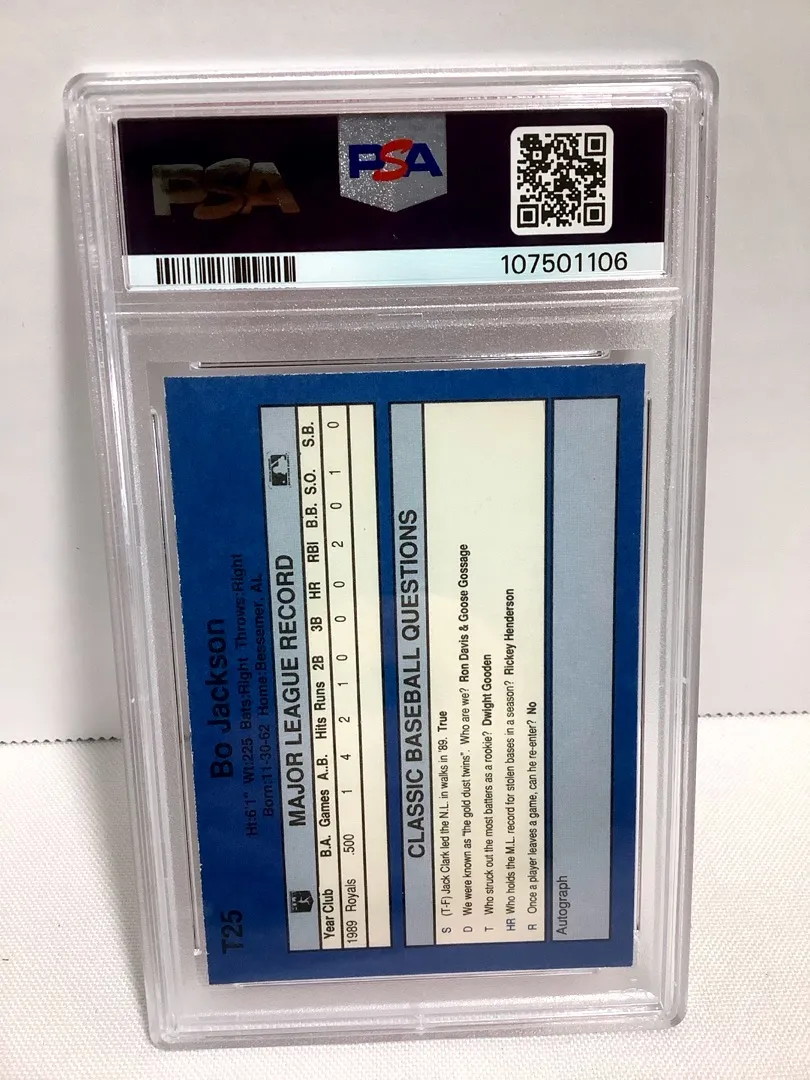 PSA
PSA
107501106
T25
Bo Jackson
Ht:6'1" Wt:225 Bats:Right Throws:Right
Born:11-30-62 Home:Bessemer, AL
MAJOR LEAGUE RECORD
Year Club B.A. Games A..B. Hits Runs 2B 3B HR RBI B.B. S.O. S.B.
1989 Royals .500 1 4 2 1 0 0 0 2 0 1 0
CLASSIC BASEBALL QUESTIONS
S (T-F) Jack Clark led the N.L. in walks in '89. True
D We were known as "the gold dust twins". Who are we? Ron Davis & Goose Gossage
T Who struck out the most batters as a rookie? Dwight Gooden
HR Who holds the M.L. record for stolen bases in a season? Rickey Henderson
R Once a player leaves a game, can he re-enter? No
Autograph